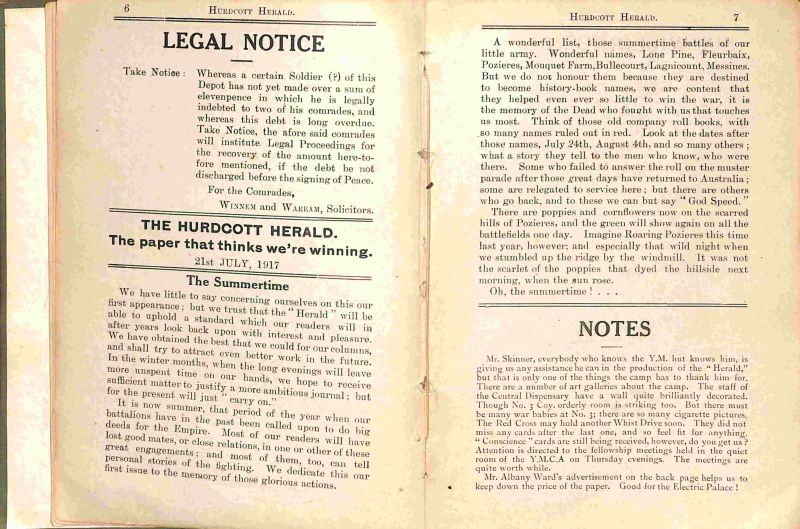 6 HURDCOTT HERALD.
LEGAL NOTICE
Take Notice : Whereas a certain Soldier (?) of this
Depot has not yet made over a sum of
elevenpence in which he is legally
indebted to two of his comrades, and
whereas this debt is long overdue.
Take Notice, the afore said comrades
will institute Legal Proceedings for
the recovery of the amount here-to-
fore mentioned, if the debt be not
discharged before the signing of Peace.
For the Comrades,
WINNEM and WAREAM, Solicitors.
THE HURDCOTT HERALD.
The paper that thinks we're winning.
21st JULY, 1917
The Summertime
We have little to say concerning ourselves on this our
first appearance; but we trust that the "Herald" will be
able to uphold a standard which our readers will in
after years look back upon with interest and pleasure.
We have obtained the best that we could for our columns,
and shall try to attract even better work in the future.
In the winter months, when the long evenings will leave
more unspent time on our hands, we hope to receive
sufficient matter to justify a more ambitious journal; but
for the present will just "carry on."
It is now summer, that period of the year when our
battalions have in the past been called upon to do big
deeds for the Empire. Most of our readers will have
lost good mates, or close relations, in one or other of these
great engagements; and most of them, too, can tell
personal stories of the fighting. We dedicate this our
first issue to the memory of those glorious actions.
HURDCOTT HERALD. 7
A wonderful list, those summertime battles of our
little army. Wonderful names, Lone Pine, Fleurbaix,
Pozieres, Mouquet Farm, Bullecourt, Lagnicourt, Messines.
But we do not honour them because they are destined
to become history-book names, we are content that
they helped even ever so little to win the war, it is
the memory of the Dead who fought with us that touches
us most. Think of those old company roll books, with
so many names ruled out in red. Look at the dates after
those names, July 24th, August 4th, and so many others ;
what a story they tell to the men who know, who were
there. Some who failed to answer the roll on the muster
parade after those great days have returned to Australia ;
some are relegated to service here ; but there are others
who go back, and to these we can but say "God Speed."
There are poppies and cornflowers now on the scarred
hills of Pozieres, and the green will show again on all the
battlefields one day. Imagine Roaring Pozieres this time
last year, however; and especially that wild night when
we stumbled up the ridge by the windmill. It was not
the scarlet of the poppies that dyed the hillside next
morning, when the sun rose.
Oh, the summertime ! . . .
NOTES
Mr. Skinner, everybody who knows the Y.M. but knows him, is
giving us any assistance he can in the production of the "Herald,"
but that is only one of the things the camp has to thank him for.
There are a number of art galleries about the camp. The staff of
the Central Dispensary have a wall quite brilliantly decorated.
Though No. 3 Coy. orderly room is striking too. But there must
be many war babies at No. 3; there are so many cigarette pictures.
The Red Cross may hold another Whist Drive soon. They did not
miss any cards after the last one, and so feel fit for anything.
"Conscience" cards are still being received, however, do you get us ?
Attention is directed to the fellowship meetings held in the quiet
room of the Y.M.C.A on Thursday evenings. The meetings are
quite worth while.
Mr. Albany Ward's advertisement on the back page helps us to
keep down the price of the paper. Good for the Electric Palace !